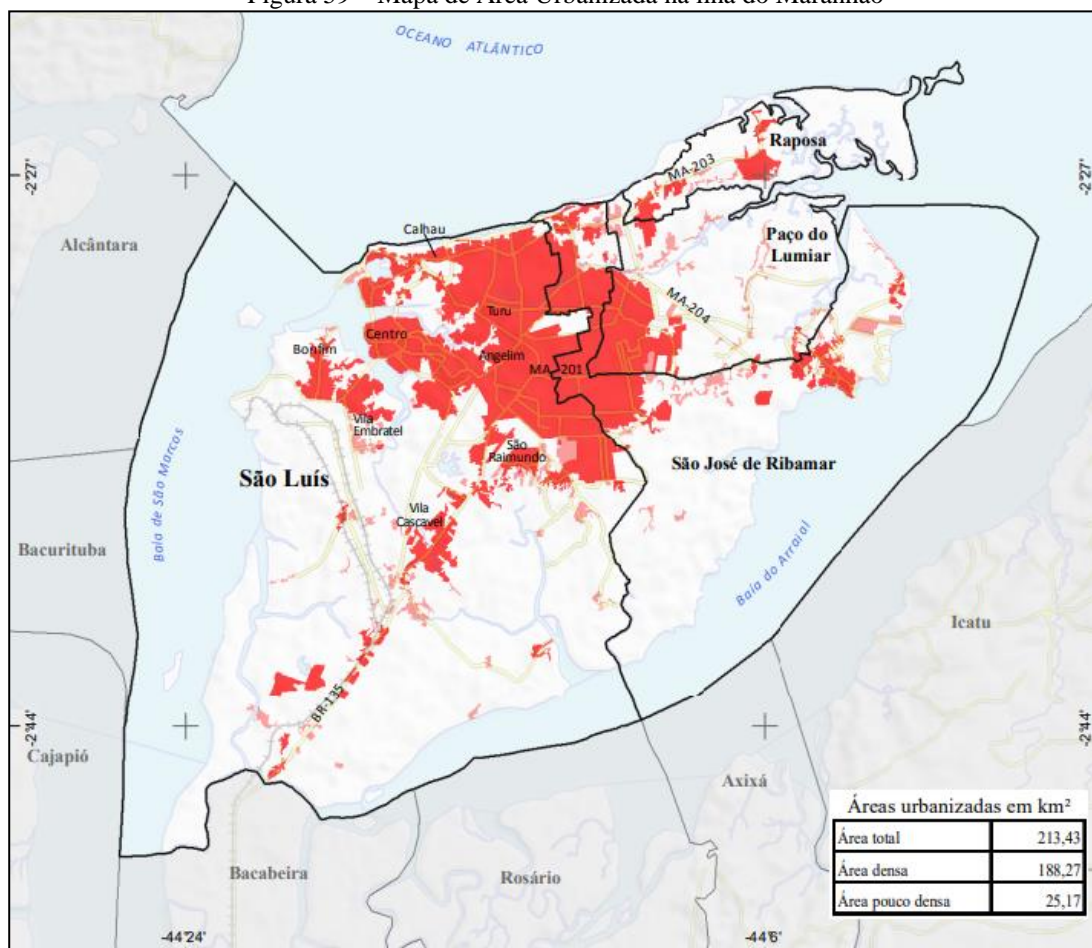 Figura 39 – Mapa de Área Urbanizada na Ilha do Maranhão
OCEANO ATLÂNTICO
Raposa
MA-203
-2°27'
-2°27'
Alcântara
Calhau
Paço do
Lumiar
MA-204
Turu
Centro
Bonfim
Angelim
MA-201
Vila
Embratel
São
Raimundo
São José de Ribamar
São Luís
Baía de São Marcos
Vila
Cascavel
Bacurituba
Baía do Arraial
Icatu
BR-135
-2°44'
-2°44'
Cajapió
Axixá
Áreas urbanizadas em km²
Área total 213,43
Área densa 188,27
Área pouco densa 25,17
Bacabeira
Rosário
-44°24'
-44°6'